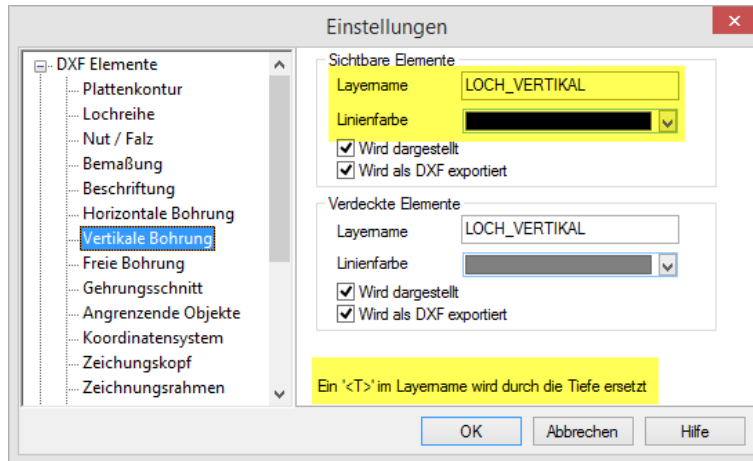 Einstellungen
DXF Elemente
Plattenkontur
Lochreihe
Nut / Falz
Bemaßung
Beschriftung
Horizontale Bohrung
Vertikale Bohrung
Freie Bohrung
Gehrungsschnitt
Angrenzende Objekte
Koordinatensystem
Zeichungskopf
Zeichnungsrahmen
Sichtbare Elemente
Layername LOCH_VERTIKAL
Linienfarbe
Wird dargestellt
Wird als DXF exportiert
Verdeckte Elemente
Layername LOCH_VERTIKAL
Linienfarbe
Wird dargestellt
Wird als DXF exportiert
Ein '<T>' im Layername wird durch die Tiefe ersetzt
OK Abbrechen Hilfe